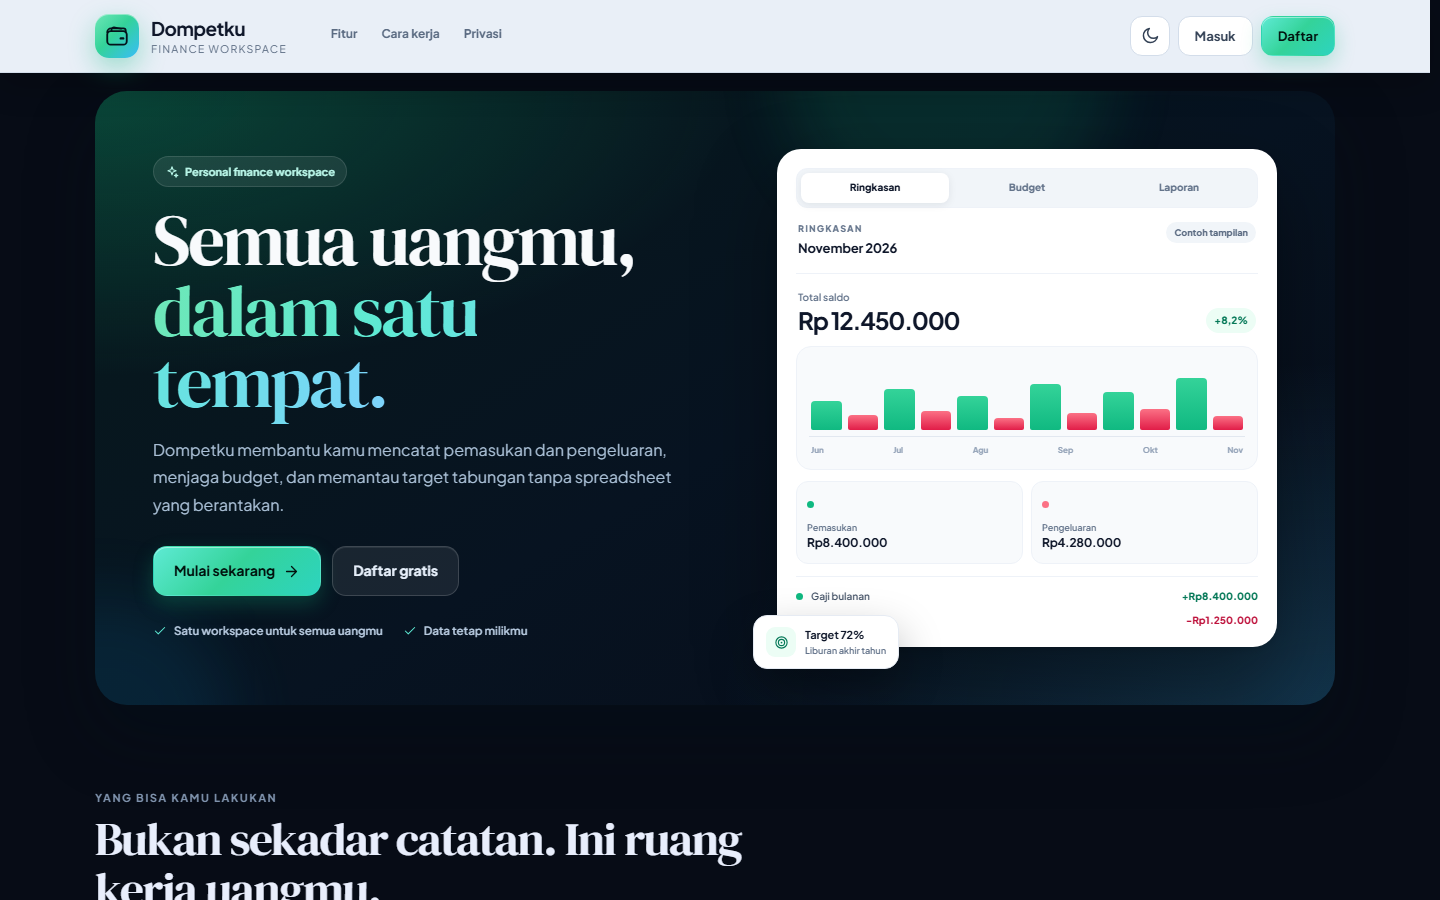 Dompetku
FINANCE WORKSPACE
Fitur
Cara kerja
Privasi
Masuk
Daftar
Personal finance workspace
Semua uangmu,
dalam satu
tempat.
Dompetku membantu kamu mencatat pemasukan dan pengeluaran,
menjaga budget, dan memantau target tabungan tanpa spreadsheet
yang berantakan.
Mulai sekarang
Daftar gratis
Satu workspace untuk semua uangmu
Data tetap milikmu
Ringkasan
Budget
Laporan
RINGKASAN
Contoh tampilan
November 2026
Total saldo
Rp12.450.000
+8,2%
Jun
Jul
Agu
Sep
Okt
Nov
Pemasukan
Rp8.400.000
Pengeluaran
Rp4.280.000
Gaji bulanan
+Rp8.400.000
-Rp1.250.000
Target 72%
Liburan akhir tahun
YANG BISA KAMU LAKUKAN
Bukan sekadar catatan. Ini ruang
kerja uangmu.